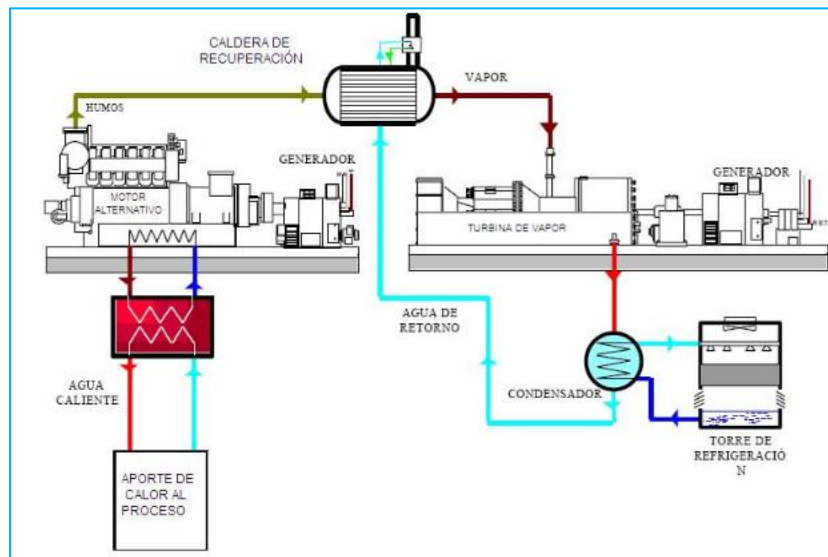 CALDERA DE
RECUPERACIÓN
VAPOR
HUMOS
GENERADOR
GENERADOR
MOTOR
ALTERNATIVO
TURBINA DE VAPOR
AGUA DE
RETORNO
AGUA
CALIENTE
CONDENSADOR
TORRE DE
REFRIGERACIÓ
N
APORTE DE
CALOR AL
PROCESO